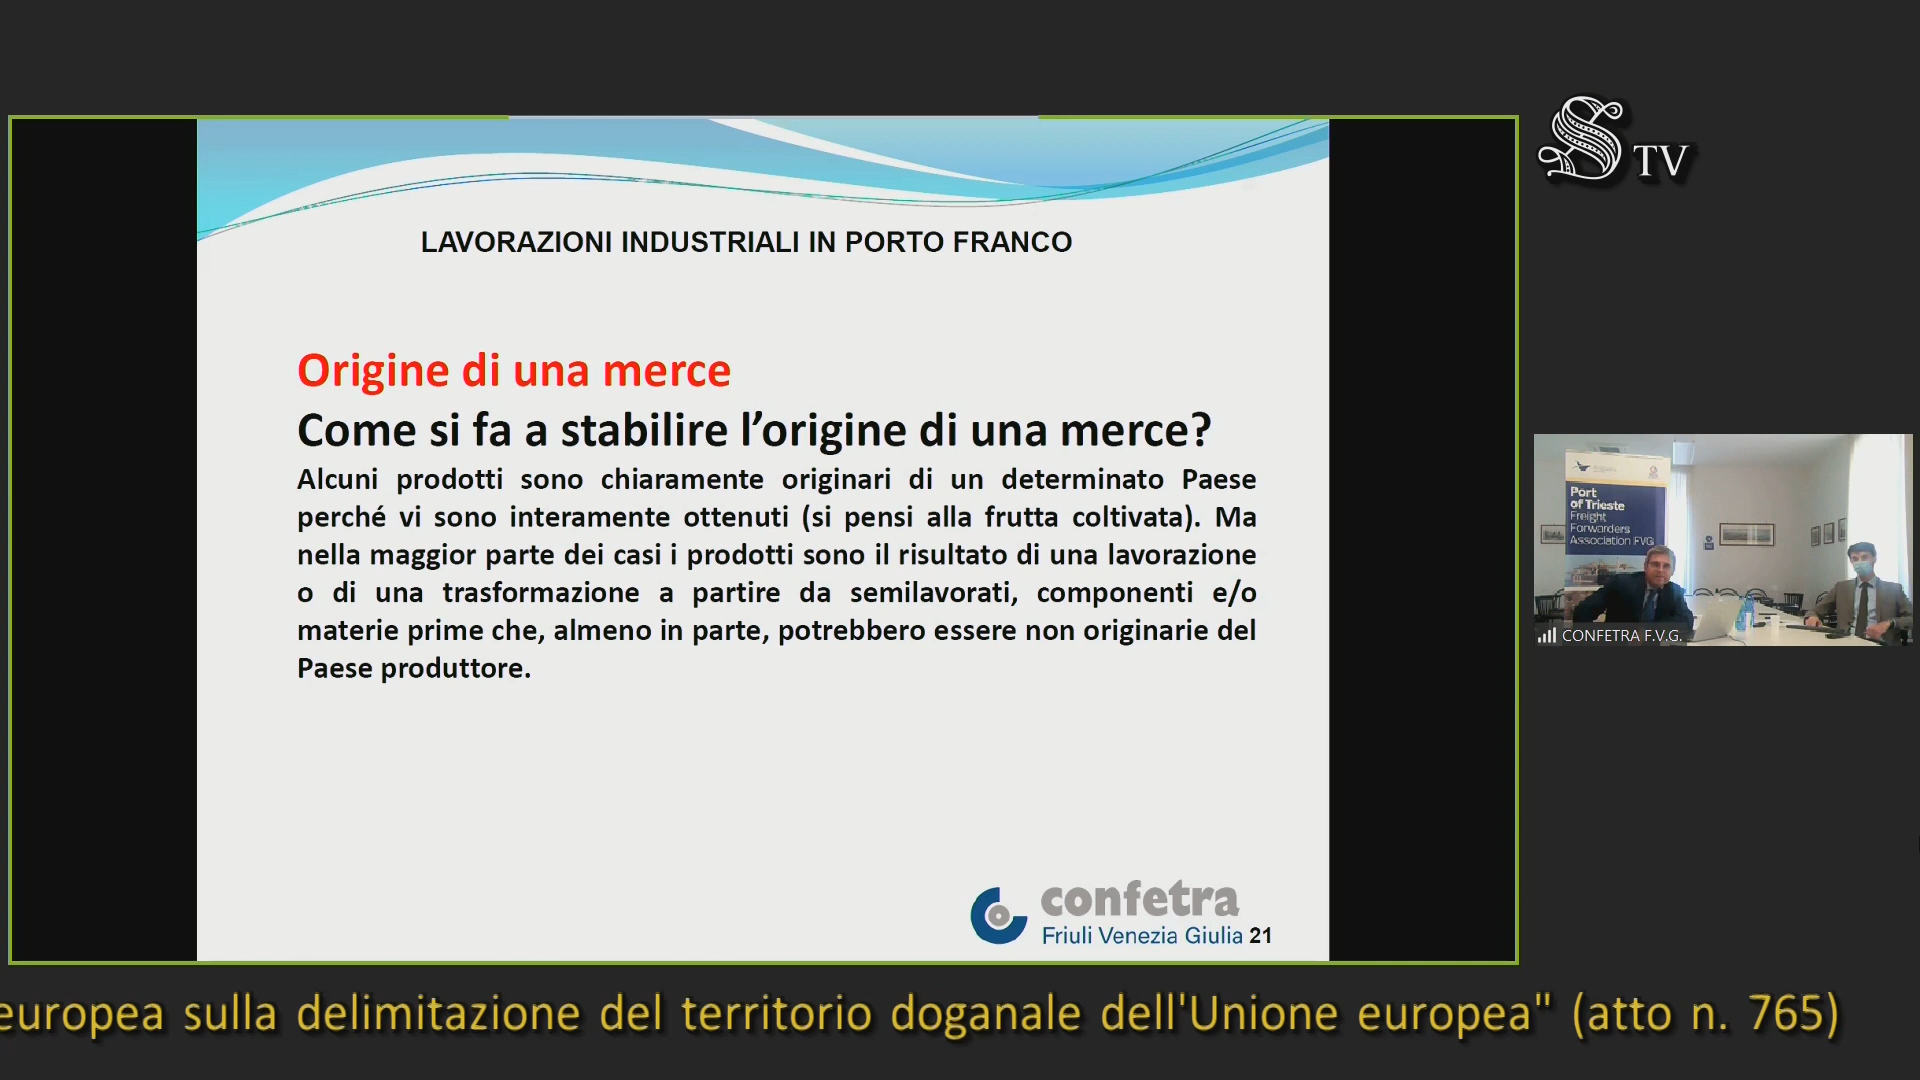 S TV
LAVORAZIONI INDUSTRIALI IN PORTO FRANCO
Origine di una merce
Come si fa a stabilire l’origine di una merce?
Alcuni prodotti sono chiaramente originari di un determinato Paese
perché vi sono interamente ottenuti (si pensi alla frutta coltivata). Ma
nella maggior parte dei casi i prodotti sono il risultato di una lavorazione
o di una trasformazione a partire da semilavorati, componenti e/o
materie prime che, almeno in parte, potrebbero essere non originarie del
Paese produttore.
confetra
Friuli Venezia Giulia 21
Port
of Trieste
Freight
Forwarders
Association FVG
CONFETRA F.V.G.
europea sulla delimitazione del territorio doganale dell'Unione europea" (atto n. 765)